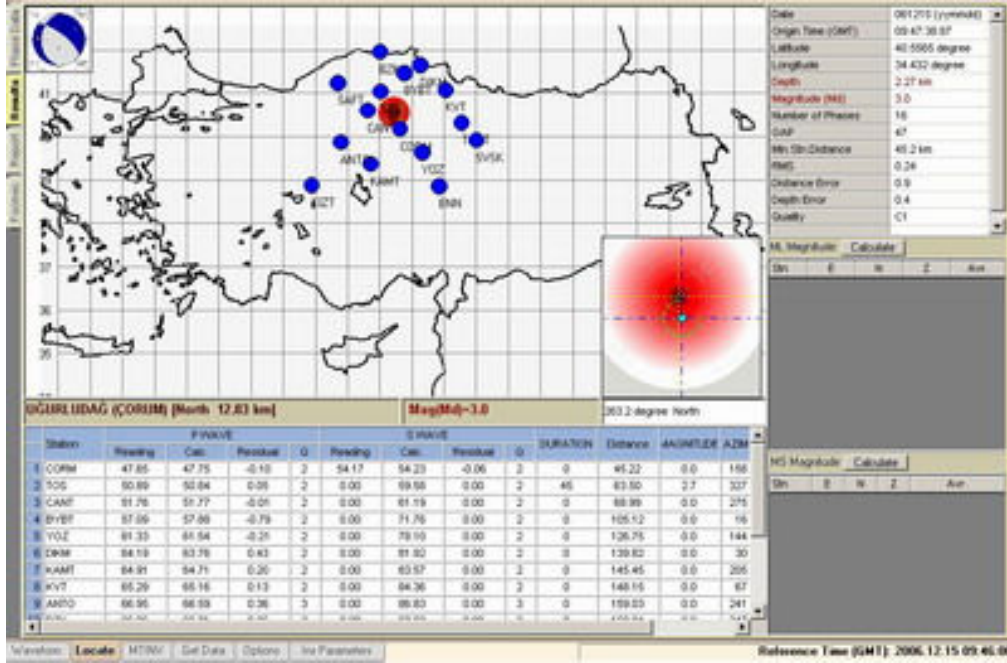 Phase Data
Results
Report
Date 061215 (yymmdd)
Origin Time (GMT) 09:47:38.87
Latitude 40.5565 degree
Longitude 34.432 degree
Depth 2.27 km
Magnitude (Md) 3.0
Number of Phases 16
GAP 47
Min.Stn.Distance 45.2 km
RMS 0.24
Distance Error 0.9
Depth Error 0.4
Quality C1
ML Magnitude: Calculate
Stn E N Z Ave
MS Magnitude: Calculate
Stn E N Z Ave
41
37
36
35
BYBT
KVT
SVSK
CORM
YOZ
KAMT
BNN
UĞURLUDAĞ (ÇORUM) [North 12.83 km]
Mag(Md)=3.0
263.2 degree North
Station P WAVE S WAVE DURATION Distance MAGNITUDE AZIM
Reading Calc. Residual Q Reading Calc. Residual Q
1 CORM 47.65 47.75 -0.10 2 54.17 54.23 -0.06 2 0 45.22 0.0 158
2 TOS 50.89 50.84 0.05 2 0.00 59.58 0.00 2 45 63.50 2.7 327
3 CANT 51.76 51.77 -0.01 2 0.00 61.19 0.00 2 0 68.99 0.0 275
4 BYBT 57.09 57.88 -0.79 2 0.00 71.76 0.00 2 0 105.12 0.0 16
5 YOZ 61.33 61.54 -0.21 2 0.00 78.10 0.00 2 0 126.75 0.0 144
6 DKM 64.19 63.76 0.43 2 0.00 81.92 0.00 2 0 139.82 0.0 30
7 KAMT 64.91 64.71 0.20 2 0.00 83.57 0.00 2 0 145.45 0.0 205
8 KVT 65.29 65.16 0.13 2 0.00 84.36 0.00 2 0 148.15 0.0 67
9 ANTO 66.95 66.59 0.36 3 0.00 86.83 0.00 3 0 159.03 0.0 241
Waveform Locate MTINV Get Data Options Inv Parameters
Reference Time (GMT): 2006.12.15 09.46:0